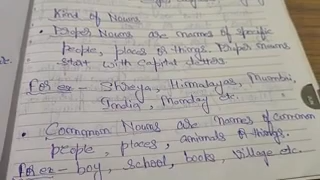 Kind of Nouns
• Proper Nouns are names of specific
people, places or things. Proper nouns
start with capital letters
For ex - Shreya, Himalayas, Mumbai,
India, Monday etc.
• Common Nouns are names of common
people, places, animals or things.
For ex - boy, school, books, village etc.